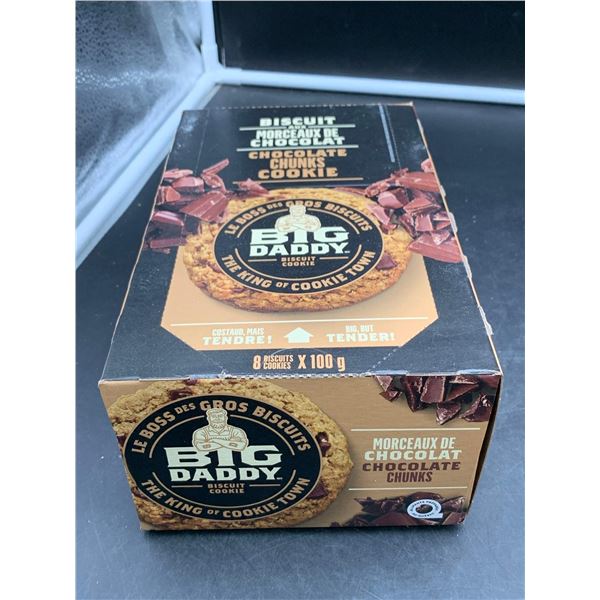 BISCUIT
AUX
MORCEAUX DE
CHOCOLAT
CHOCOLATE
CHUNKS
COOKIE
LE BOSS DES GROS BISCUITS
BIG
DADDY
BISCUIT
COOKIE
THE KING OF COOKIE TOWN
COSTAUD, MAIS
TENDRE!
BIG, BUT
TENDER!
8 BISCUITS
COOKIES X 100 g
LE BOSS DES GROS BISCUITS
BIG
DADDY
BISCUIT
COOKIE
THE KING OF COOKIE TOWN
MORCEAUX DE
CHOCOLAT
CHOCOLATE
CHUNKS